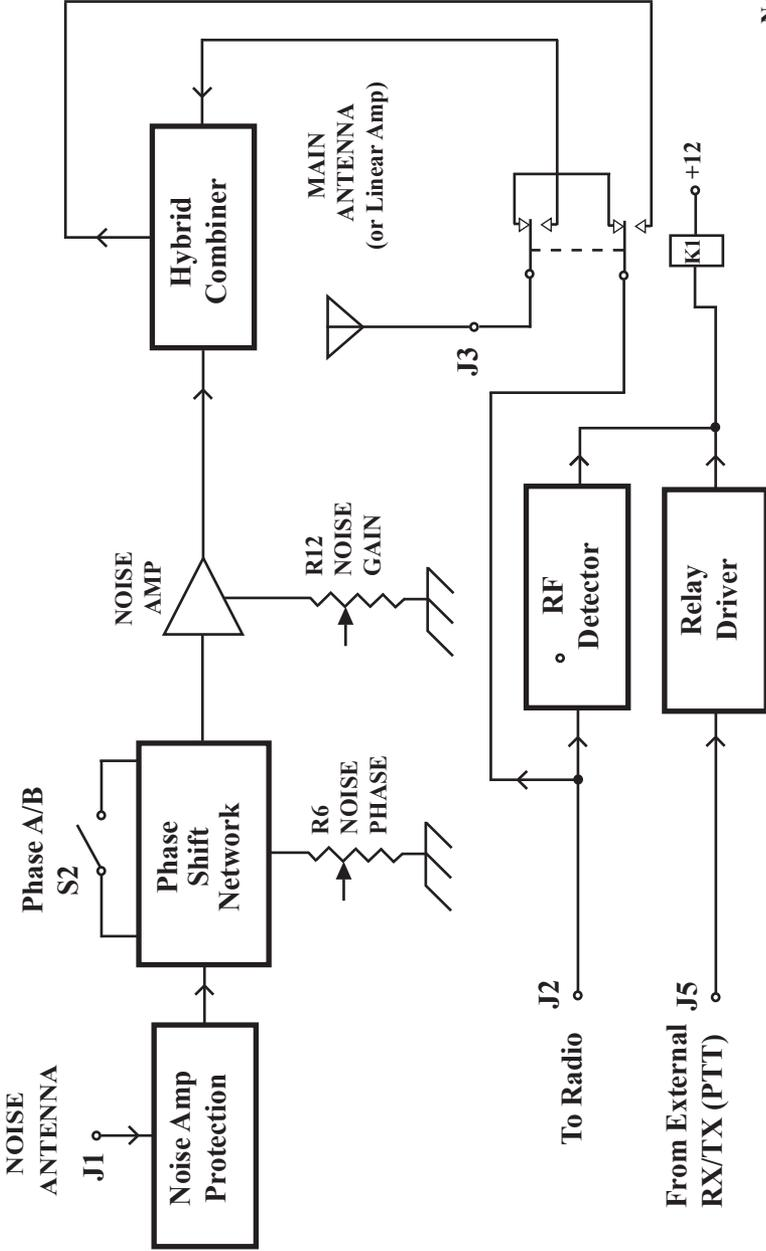 NOISE
ANTENNA
J1
Noise Amp
Protection
Phase A/B
S2
Phase
Shift
Network
R6
NOISE
PHASE
NOISE
AMP
R12
NOISE
GAIN
Hybrid
Combiner
MAIN
ANTENNA
(or Linear Amp)
J3
To Radio
J2
RF
Detector
From External
RX/TX (PTT)
J5
Relay
Driver
K1
+12